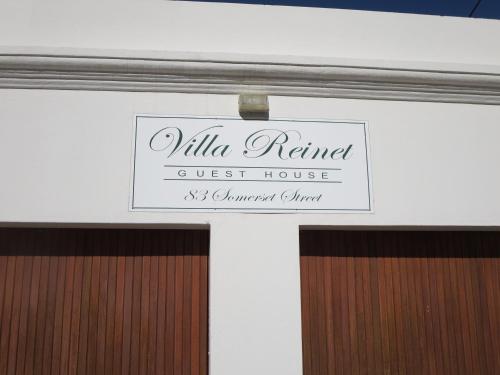 Villa Reinet
GUEST HOUSE
83 Somerset Street